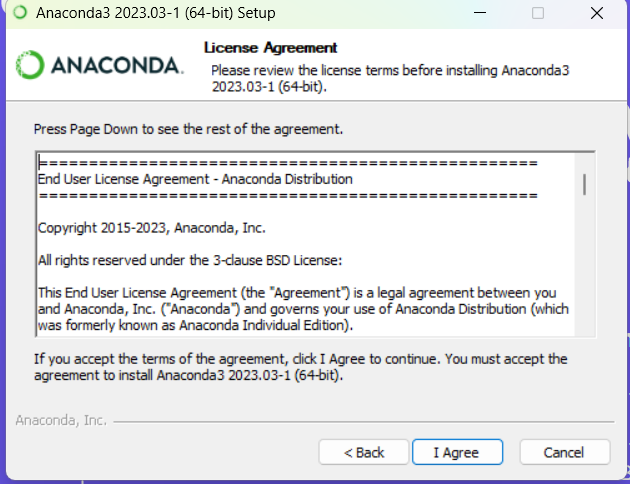 Anaconda3 2023.03-1 (64-bit) Setup
ANACONDA.
License Agreement
Please review the license terms before installing Anaconda3
2023.03-1 (64-bit).
Press Page Down to see the rest of the agreement.
==================================================
End User License Agreement - Anaconda Distribution
==================================================
Copyright 2015-2023, Anaconda, Inc.
All rights reserved under the 3-clause BSD License:
This End User License Agreement (the "Agreement") is a legal agreement between you
and Anaconda, Inc. ("Anaconda") and governs your use of Anaconda Distribution (which
was formerly known as Anaconda Individual Edition).
If you accept the terms of the agreement, click I Agree to continue. You must accept the
agreement to install Anaconda3 2023.03-1 (64-bit).
Anaconda, Inc.
< Back
I Agree
Cancel